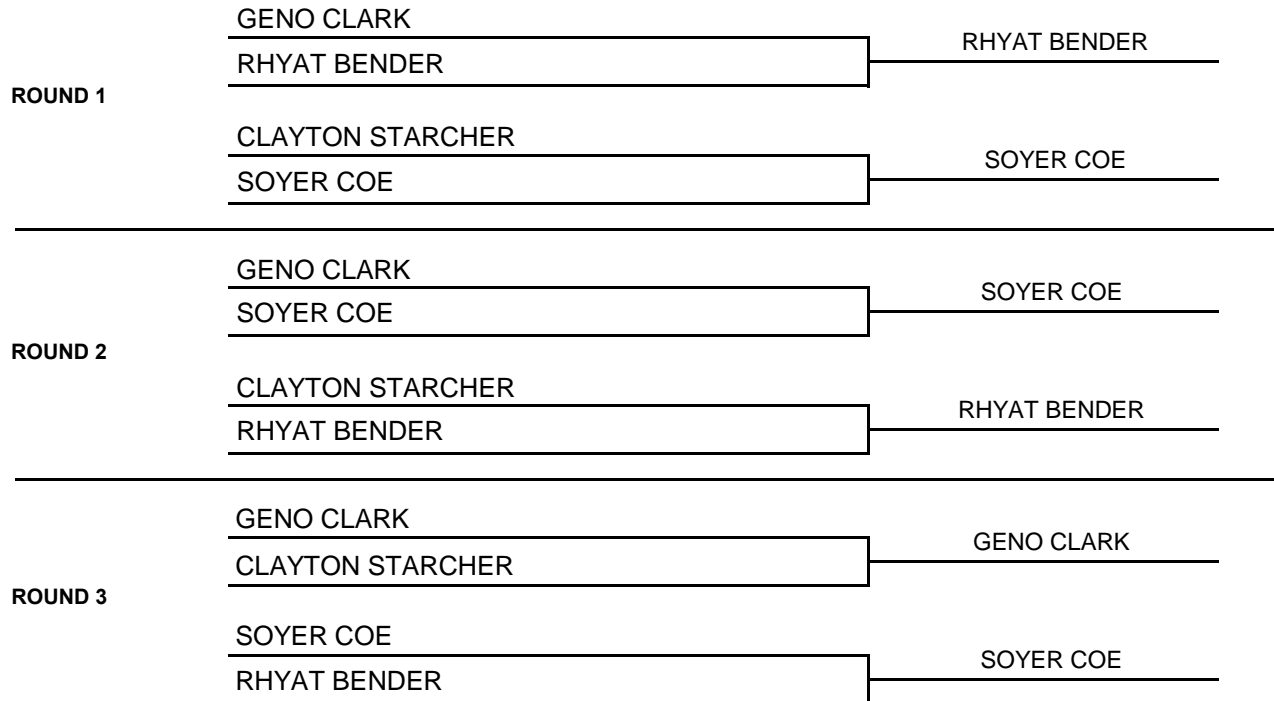 GENO CLARK
RHYAT BENDER
RHYAT BENDER
ROUND 1
CLAYTON STARCHER
SOYER COE
SOYER COE
GENO CLARK
SOYER COE
SOYER COE
ROUND 2
CLAYTON STARCHER
RHYAT BENDER
RHYAT BENDER
GENO CLARK
GENO CLARK
CLAYTON STARCHER
ROUND 3
SOYER COE
SOYER COE
RHYAT BENDER